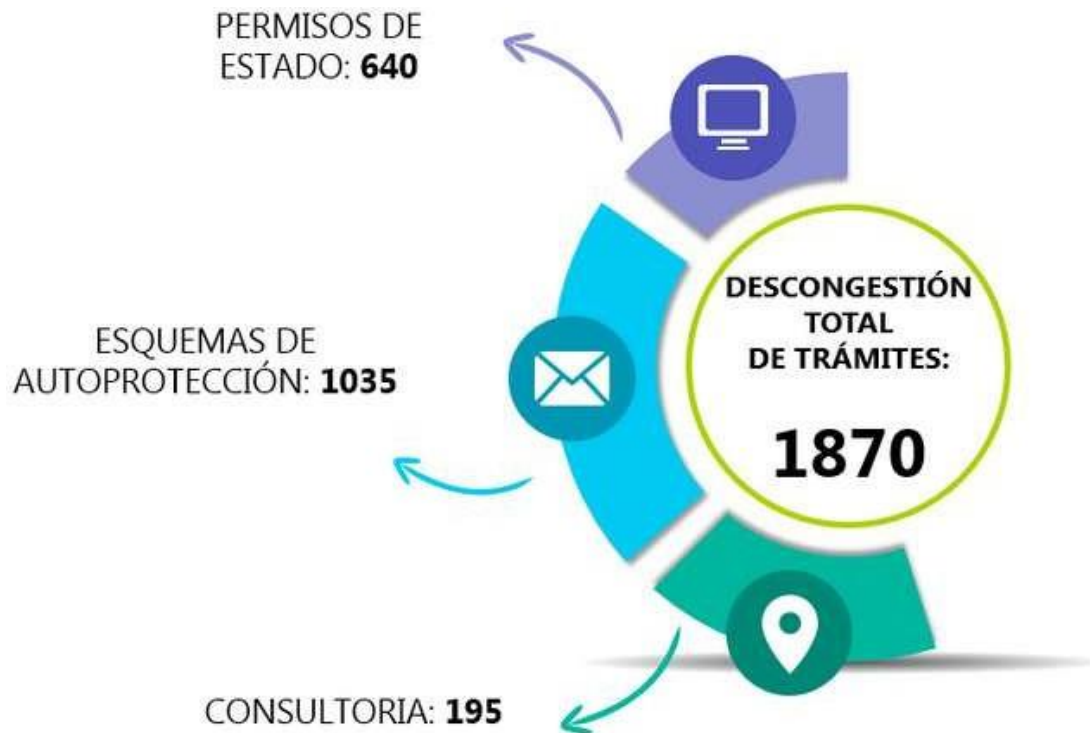 PERMISOS DE
ESTADO: 640
ESQUEMAS DE
AUTOPROTECCIÓN: 1035
CONSULTORIA: 195
DESCONGESTIÓN
TOTAL
DE TRÁMITES:
1870